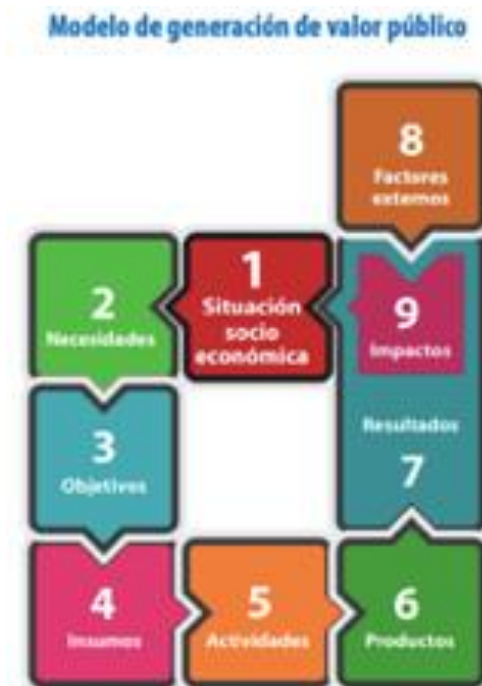 Modelo de generación de valor público
8
Factores
externos
1
Situación
socio
económica
2
Necesidades
9
Impactos
3
Objetivos
Resultados
7
4
Insumos
5
Actividades
6
Productos